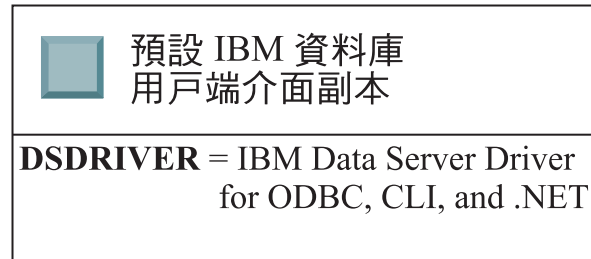 預設 IBM 資料庫
用戶端介面副本
DSDRIVER = IBM Data Server Driver
for ODBC, CLI, and .NET